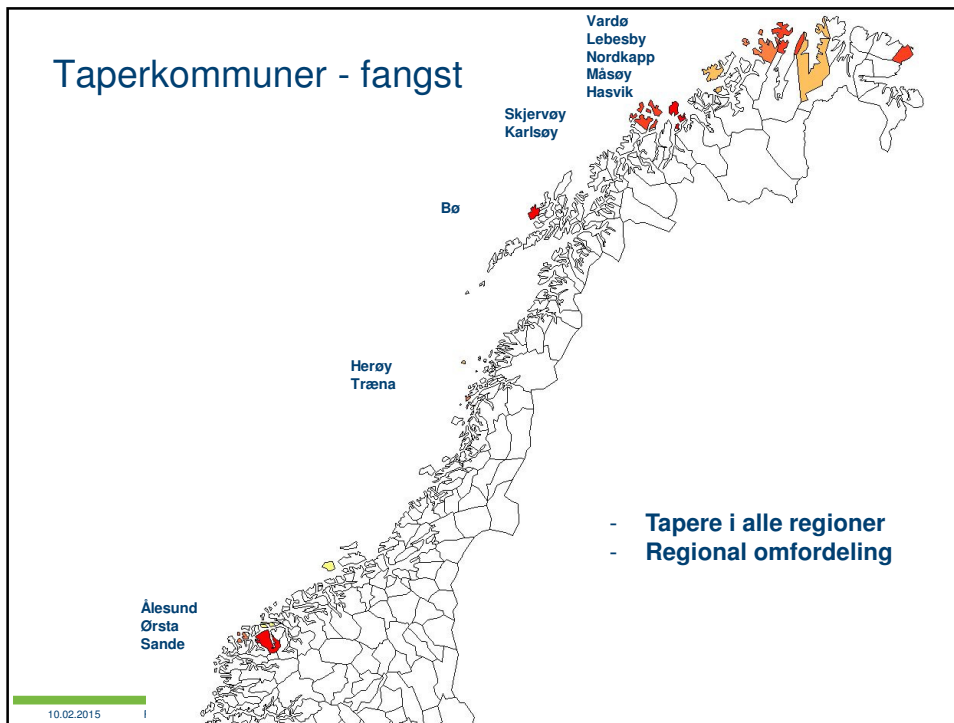 Taperkommuner - fangst
Vardø
Lebesby
Nordkapp
Måsøy
Hasvik
Skjervøy
Karlsøy
Bø
Herøy
Træna
- Tapere i alle regioner
- Regional omfordeling
Ålesund
Ørsta
Sande
10.02.2015